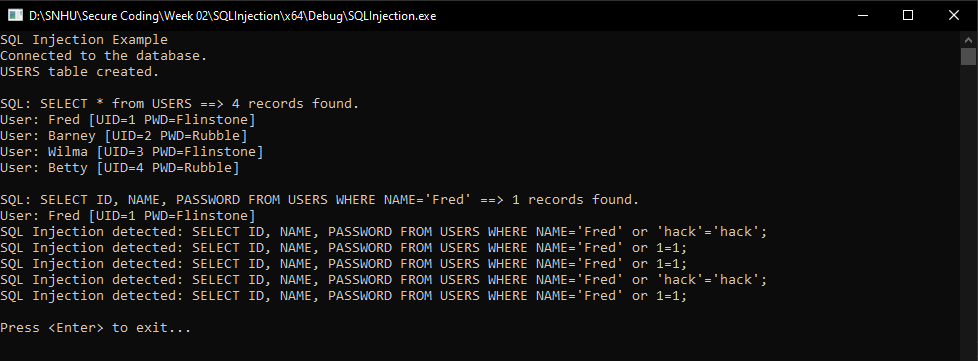 D:\SNHU\Secure Coding\Week 02\SQLInjection\x64\Debug\SQLInjection.exe
SQL Injection Example
Connected to the database.
USERS table created.
SQL: SELECT * from USERS ==> 4 records found.
User: Fred [UID=1 PWD=Flinstone]
User: Barney [UID=2 PWD=Rubble]
User: Wilma [UID=3 PWD=Flinstone]
User: Betty [UID=4 PWD=Rubble]
SQL: SELECT ID, NAME, PASSWORD FROM USERS WHERE NAME='Fred' ==> 1 records found.
User: Fred [UID=1 PWD=Flinstone]
SQL Injection detected: SELECT ID, NAME, PASSWORD FROM USERS WHERE NAME='Fred' or 'hack'='hack';
SQL Injection detected: SELECT ID, NAME, PASSWORD FROM USERS WHERE NAME='Fred' or 1=1;
SQL Injection detected: SELECT ID, NAME, PASSWORD FROM USERS WHERE NAME='Fred' or 1=1;
SQL Injection detected: SELECT ID, NAME, PASSWORD FROM USERS WHERE NAME='Fred' or 'hack'='hack';
SQL Injection detected: SELECT ID, NAME, PASSWORD FROM USERS WHERE NAME='Fred' or 1=1;
Press <Enter> to exit...